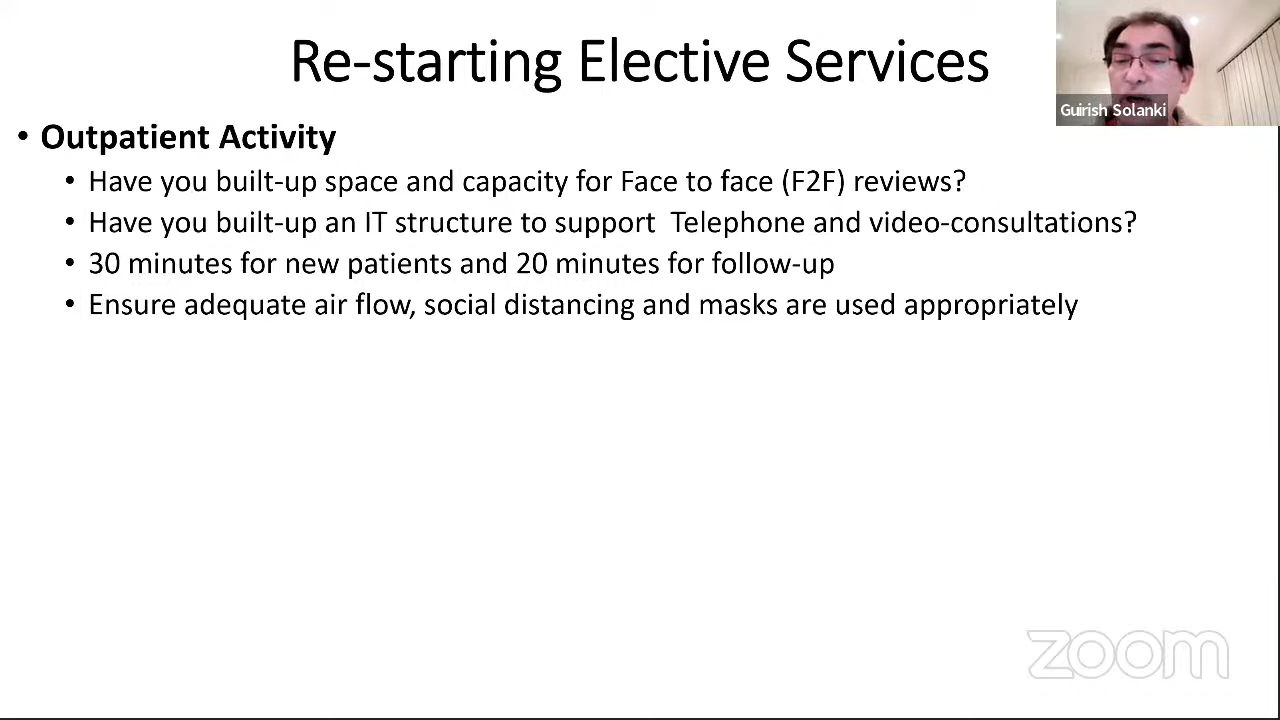 Re-starting Elective Services
Guirish Solanki
• Outpatient Activity
• Have you built-up space and capacity for Face to face (F2F) reviews?
• Have you built-up an IT structure to support  Telephone and video-consultations?
• 30 minutes for new patients and 20 minutes for follow-up
• Ensure adequate air flow, social distancing and masks are used appropriately
zoom